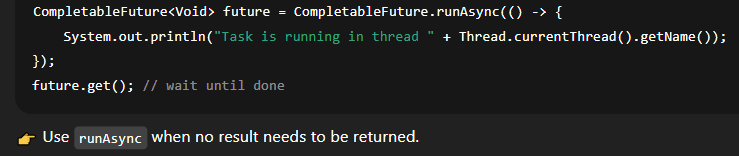 CompletableFuture<Void> future = CompletableFuture.runAsync(() -> {
    System.out.println("Task is running in thread " + Thread.currentThread().getName());
});
future.get(); // wait until done
👉 Use runAsync when no result needs to be returned.